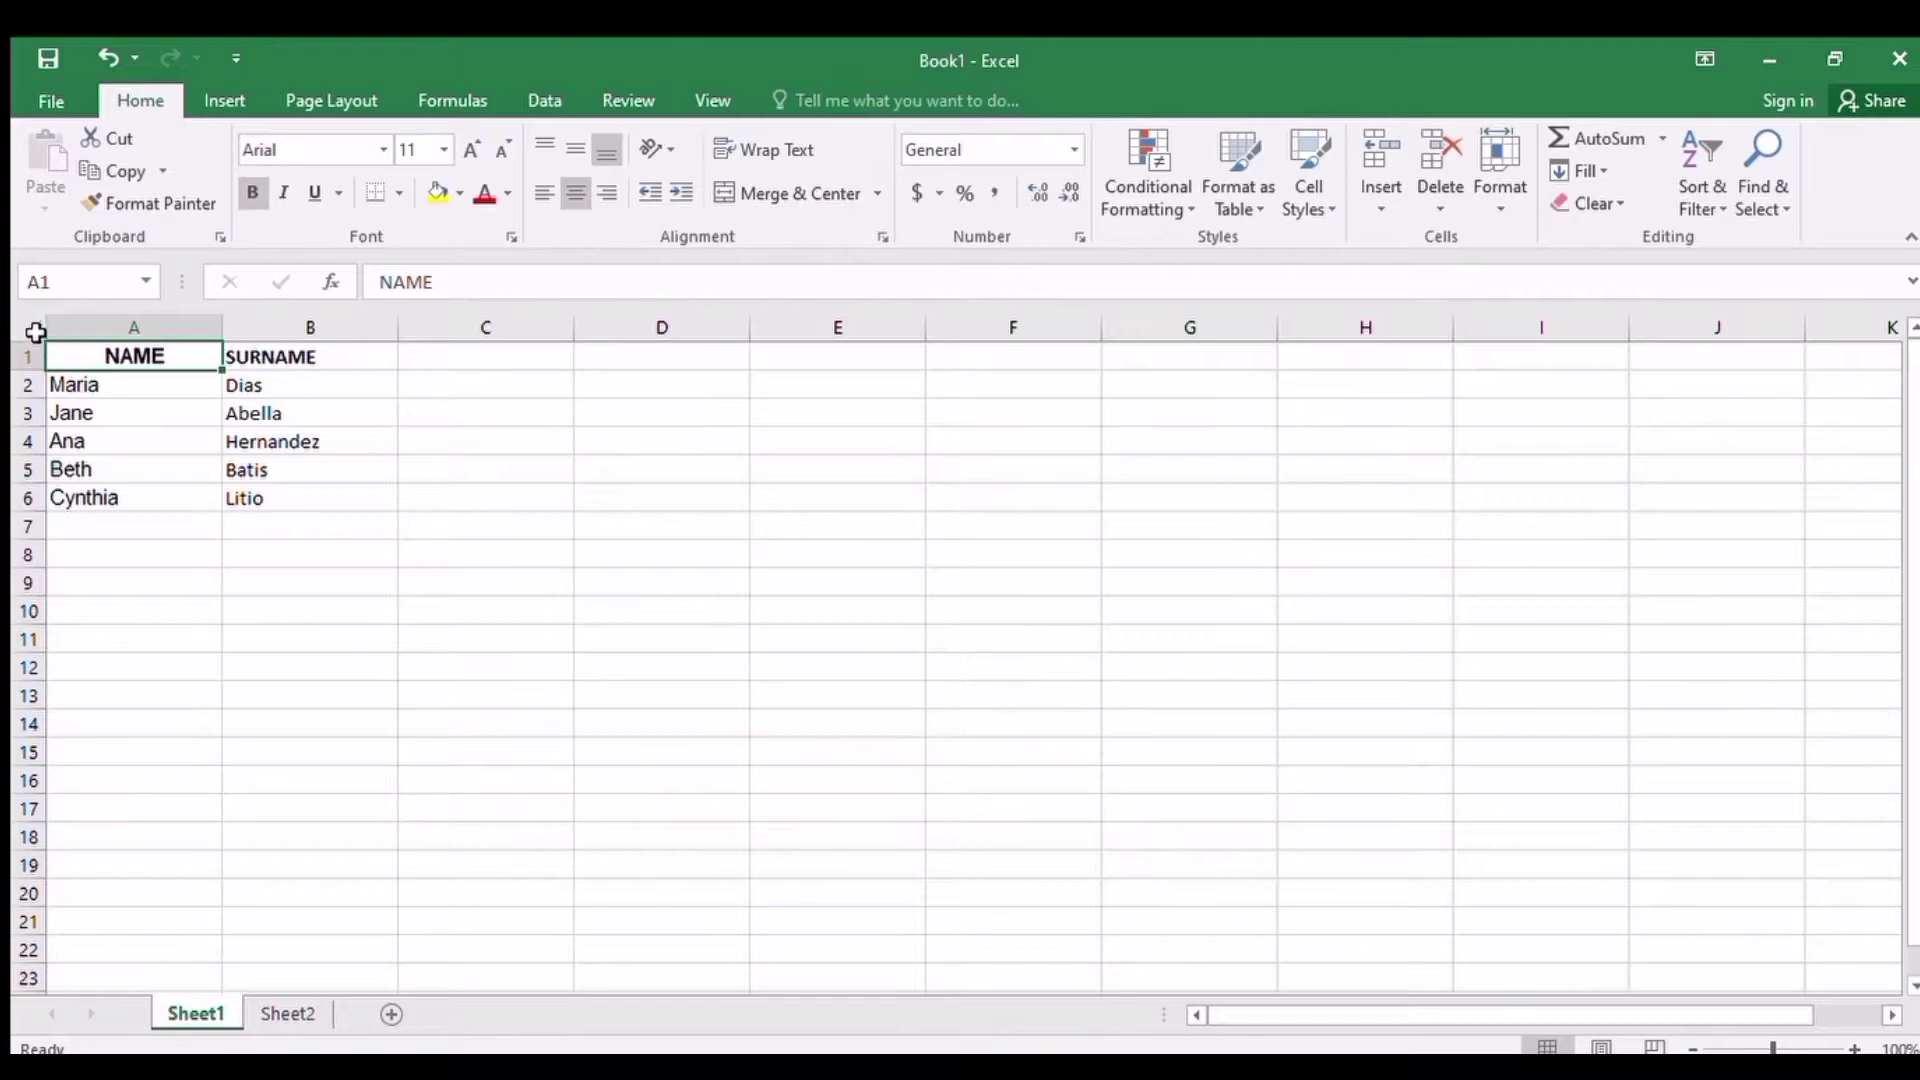 Book1 - Excel
File Home Insert Page Layout Formulas Data Review View Tell me what you want to do... Sign in Share
Paste
Cut
Copy
Format Painter
Clipboard
Arial 11
B I U A
Font
Wrap Text
Merge & Center
Alignment
General
$ % , .0 .00
Number
Conditional Formatting
Format as Table
Cell Styles
Styles
Insert Delete Format
Cells
AutoSum
Fill
Clear
Sort & Filter
Find & Select
Editing
A1 fx NAME
A B C D E F G H I J K
1 NAME SURNAME
2 Maria Dias
3 Jane Abella
4 Ana Hernandez
5 Beth Batis
6 Cynthia Litio
7
8
9
10
11
12
13
14
15
16
17
18
19
20
21
22
23
Sheet1 Sheet2
Ready 100%